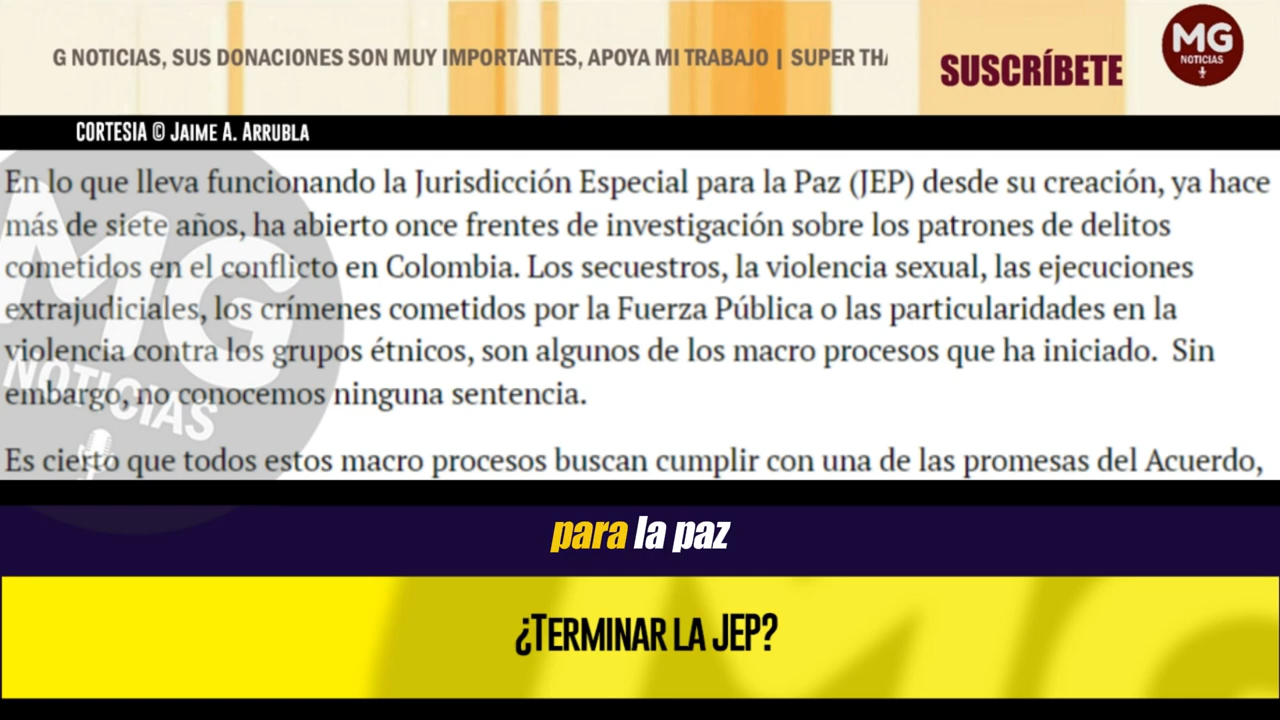 G NOTICIAS, SUS DONACIONES SON MUY IMPORTANTES, APOYA MI TRABAJO | SUPER THA
SUSCRÍBETE
MG
NOTICIAS
CORTESIA © JAIME A. ARRUBLA
En lo que lleva funcionando la Jurisdicción Especial para la Paz (JEP) desde su creación, ya hace
más de siete años, ha abierto once frentes de investigación sobre los patrones de delitos
cometidos en el conflicto en Colombia. Los secuestros, la violencia sexual, las ejecuciones
extrajudiciales, los crímenes cometidos por la Fuerza Pública o las particularidades en la
violencia contra los grupos étnicos, son algunos de los macro procesos que ha iniciado.  Sin
embargo, no conocemos ninguna sentencia.
Es cierto que todos estos macro procesos buscan cumplir con una de las promesas del Acuerdo,
MG
NOTICIAS
para la paz
¿TERMINAR LA JEP?